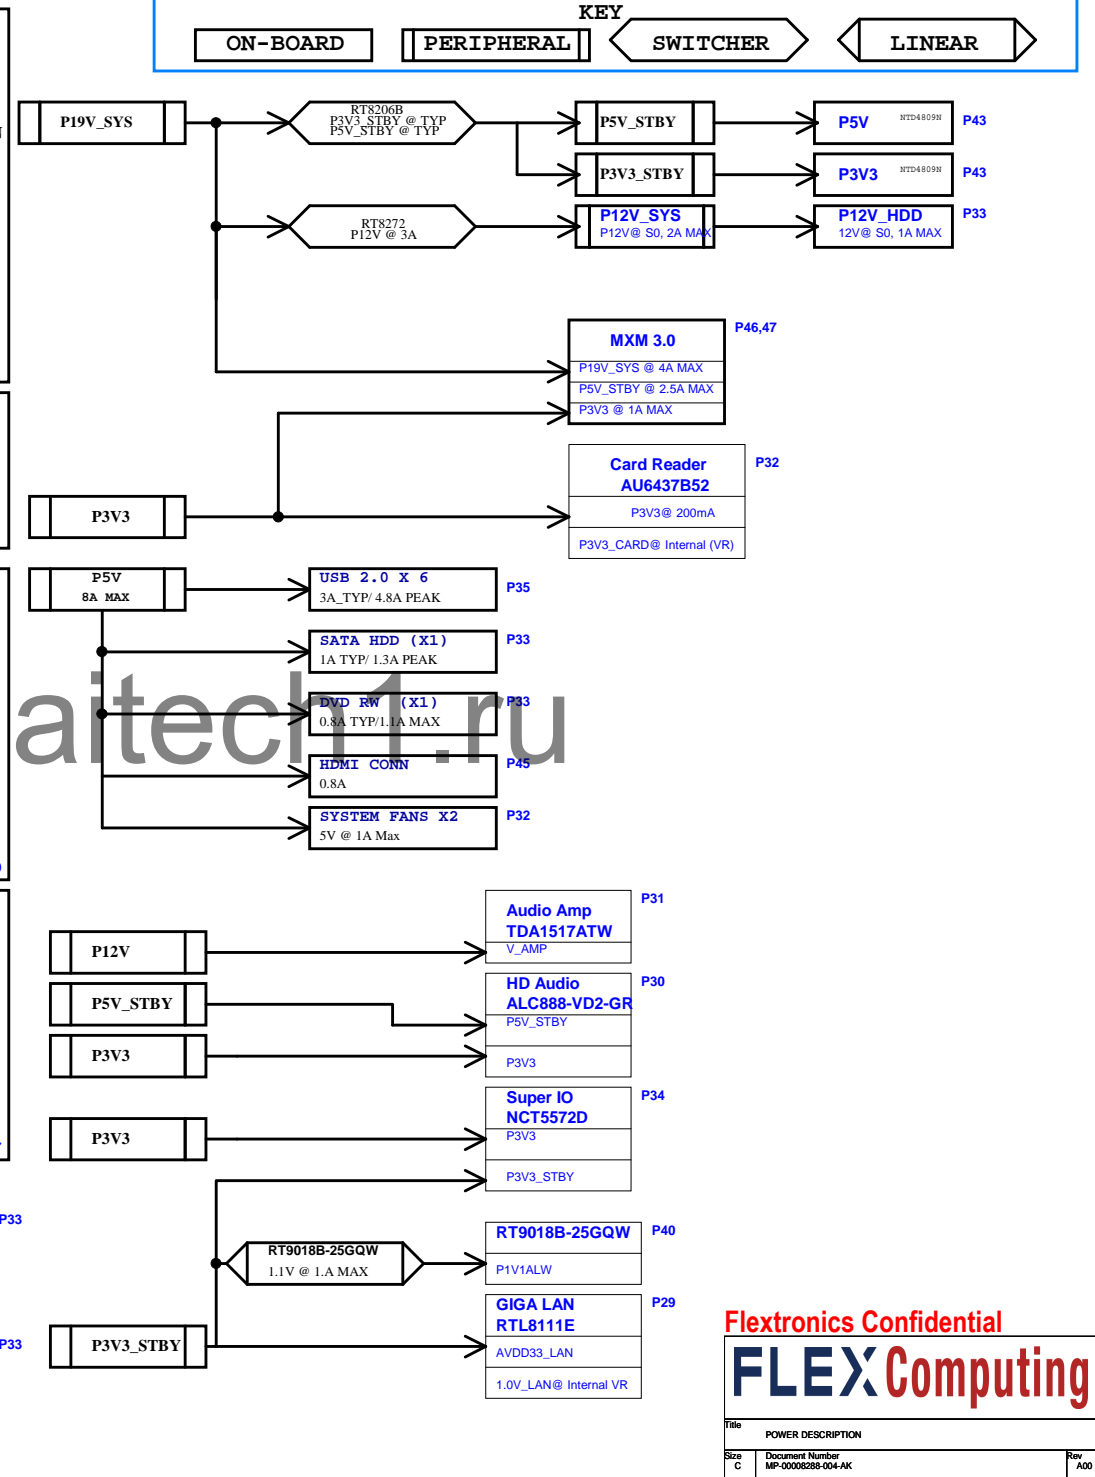 KEY
ON-BOARD
PERIPHERAL
SWITCHER
LINEAR
P19V_SYS
RT8206B
P3V3_STBY @ TYP
P5V_STBY @ TYP
P5V_STBY
P5V
NTD4809N
P43
P3V3_STBY
P3V3
NTD4809N
P43
RT8272
P12V @ 3A
P12V_SYS
P12V@ S0, 2A MAX
P12V_HDD
12V@ S0, 1A MAX
P33
MXM 3.0
P46,47
P19V_SYS @ 4A MAX
P5V_STBY @ 2.5A MAX
P3V3 @ 1A MAX
Card Reader
AU6437B52
P32
P3V3
P3V3@ 200mA
P3V3_CARD@ Internal (VR)
P5V
8A MAX
USB 2.0 X 6
3A_TYP/ 4.8A PEAK
P35
SATA HDD (X1)
1A TYP/ 1.3A PEAK
P33
DVD RW (X1)
0.8A TYP/1.1A MAX
P33
aitech1.ru
HDMI CONN
0.8A
P45
SYSTEM FANS X2
5V @ 1A Max
P32
P12V
Audio Amp
TDA1517ATW
V_AMP
P31
P5V_STBY
HD Audio
ALC888-VD2-GR
P5V_STBY
P30
P3V3
P3V3
P3V3
Super IO
NCT5572D
P3V3
P34
P3V3_STBY
P33
RT9018B-25GQW
1.1V @ 1.A MAX
RT9018B-25GQW
P1V1ALW
P40
P33
P3V3_STBY
GIGA LAN
RTL8111E
AVDD33_LAN
1.0V_LAN@ Internal VR
P29
Flextronics Confidential
FLEX Computing
Title
POWER DESCRIPTION
Size
C
Document Number
MP-00008288-004-AK
Rev
A00